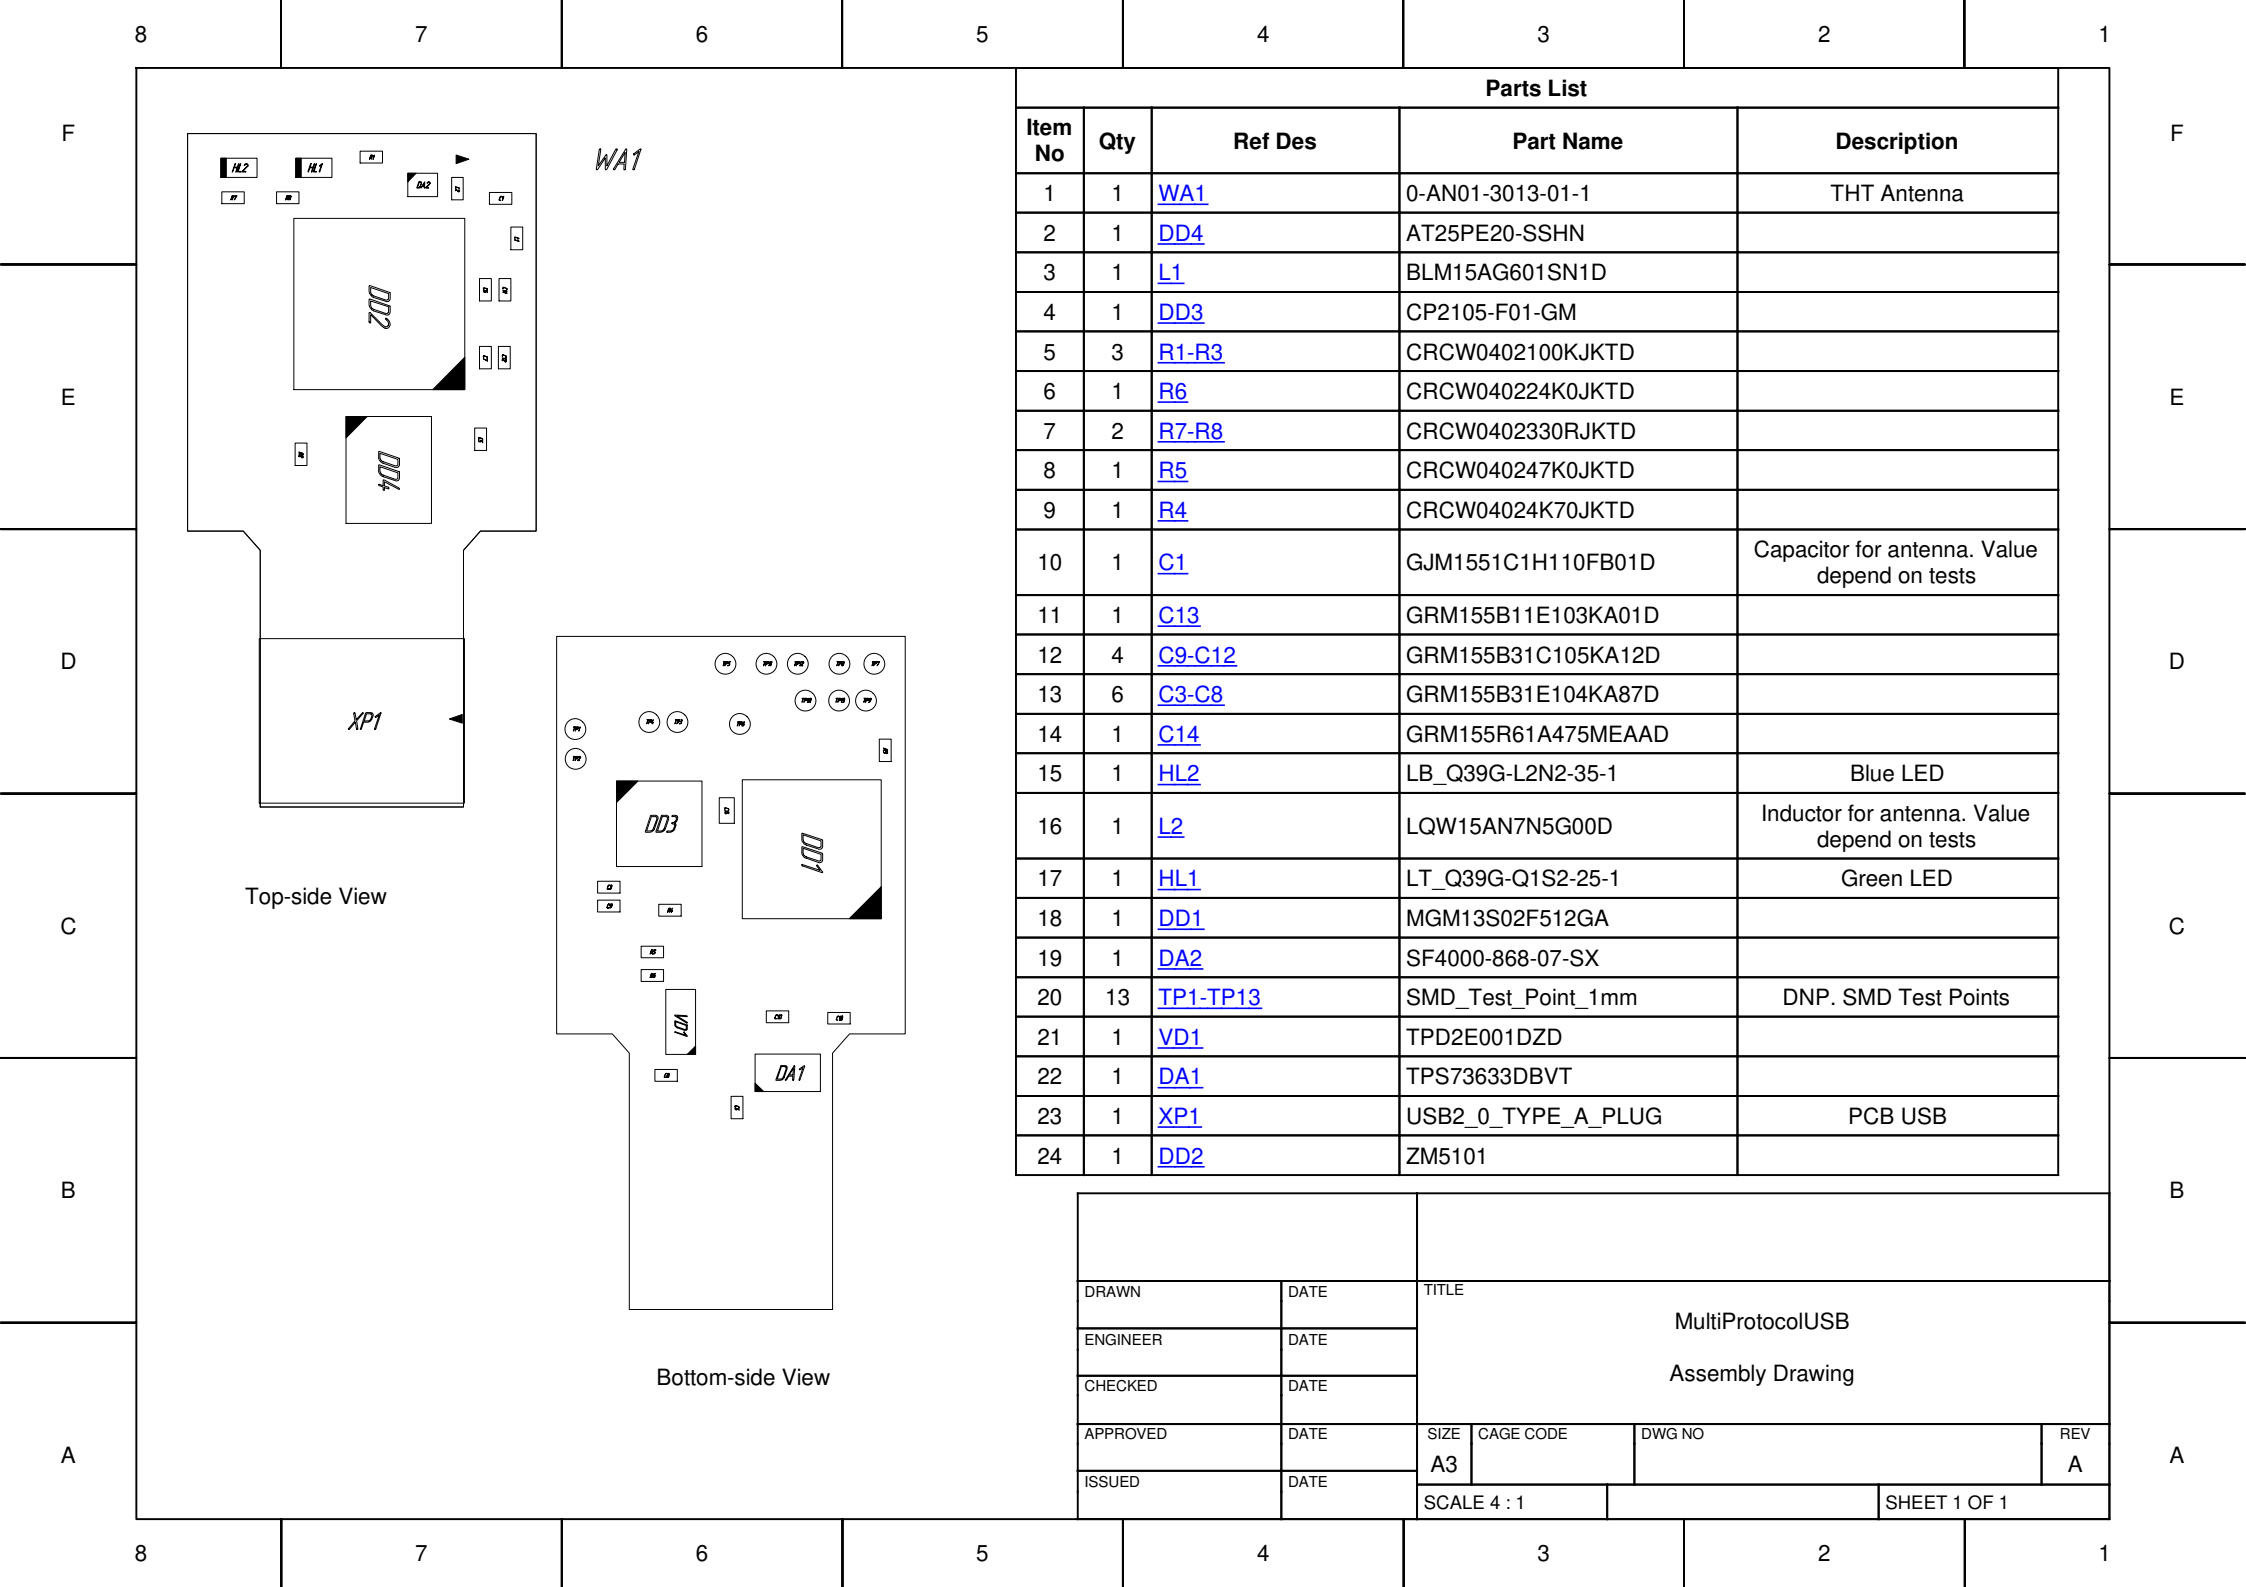 8 7 6 5 4 3 2 1
F
F
E
E
D
D
C
C
B
B
A
A
WA1
HL2
HL1
DA2
DD2
DD4
XP1
Top-side View
DD3
DD1
VD1
DA1
Bottom-side View
Parts List
Item No Qty Ref Des Part Name Description
1 1 WA1 0-AN01-3013-01-1 THT Antenna
2 1 DD4 AT25PE20-SSHN
3 1 L1 BLM15AG601SN1D
4 1 DD3 CP2105-F01-GM
5 3 R1-R3 CRCW0402100KJKTD
6 1 R6 CRCW040224K0JKTD
7 2 R7-R8 CRCW0402330RJKTD
8 1 R5 CRCW040247K0JKTD
9 1 R4 CRCW04024K70JKTD
10 1 C1 GJM1551C1H110FB01D Capacitor for antenna. Value depend on tests
11 1 C13 GRM155B11E103KA01D
12 4 C9-C12 GRM155B31C105KA12D
13 6 C3-C8 GRM155B31E104KA87D
14 1 C14 GRM155R61A475MEAAD
15 1 HL2 LB_Q39G-L2N2-35-1 Blue LED
16 1 L2 LQW15AN7N5G00D Inductor for antenna. Value depend on tests
17 1 HL1 LT_Q39G-Q1S2-25-1 Green LED
18 1 DD1 MGM13S02F512GA
19 1 DA2 SF4000-868-07-SX
20 13 TP1-TP13 SMD_Test_Point_1mm DNP. SMD Test Points
21 1 VD1 TPD2E001DZD
22 1 DA1 TPS73633DBVT
23 1 XP1 USB2_0_TYPE_A_PLUG PCB USB
24 1 DD2 ZM5101
DRAWN DATE
ENGINEER DATE
CHECKED DATE
APPROVED DATE
ISSUED DATE
TITLE
MultiProtocolUSB
Assembly Drawing
SIZE CAGE CODE DWG NO REV
A3 A
SCALE 4 : 1 SHEET 1 OF 1
8 7 6 5 4 3 2 1